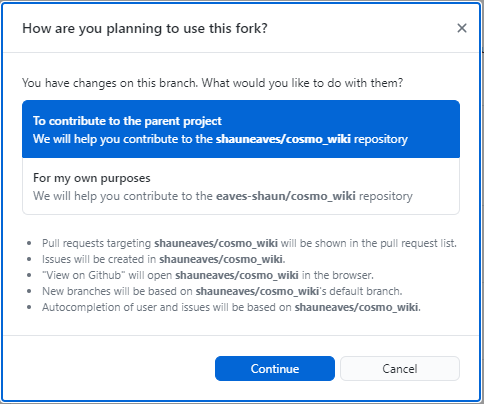 How are you planning to use this fork?
You have changes on this branch. What would you like to do with them?
To contribute to the parent project
We will help you contribute to the shauneaves/cosmo_wiki repository
For my own purposes
We will help you contribute to the eaves-shaun/cosmo_wiki repository
• Pull requests targeting shauneaves/cosmo_wiki will be shown in the pull request list.
• Issues will be created in shauneaves/cosmo_wiki.
• "View on Github" will open shauneaves/cosmo_wiki in the browser.
• New branches will be based on shauneaves/cosmo_wiki's default branch.
• Autocompletion of user and issues will be based on shauneaves/cosmo_wiki.
Continue Cancel